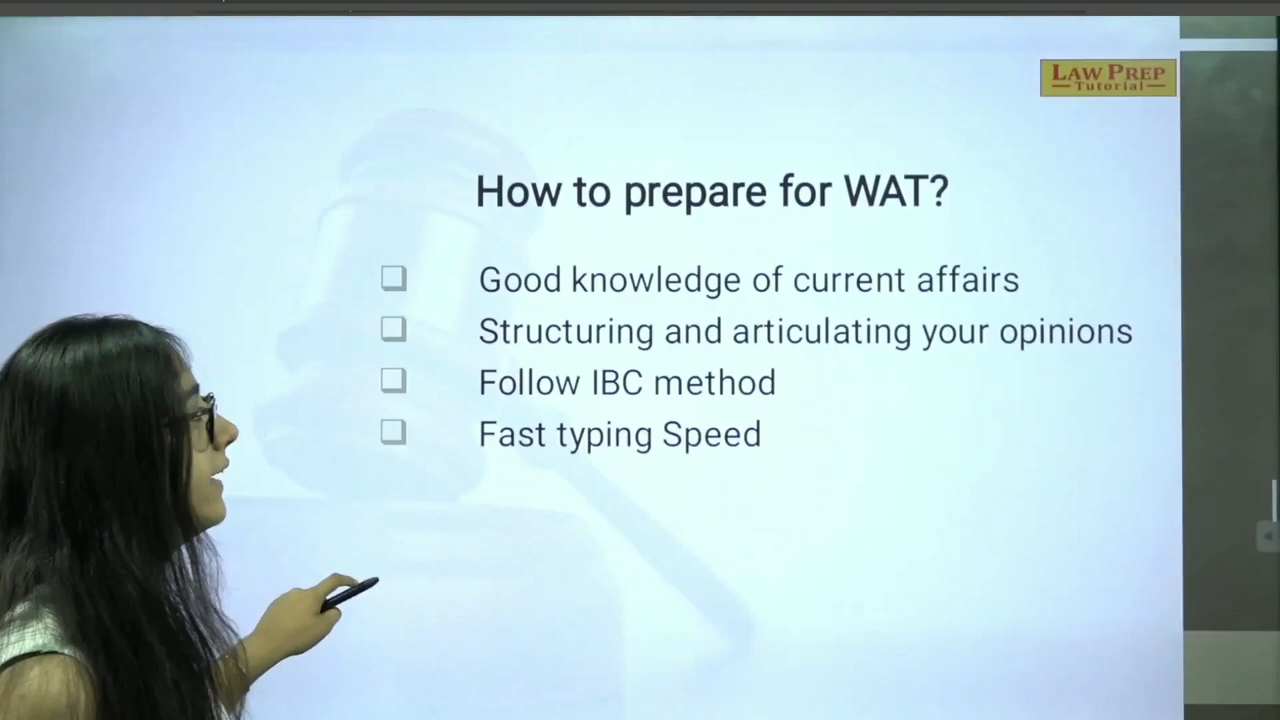 LAW PREP
Tutorial
How to prepare for WAT?
Good knowledge of current affairs
Structuring and articulating your opinions
Follow IBC method
Fast typing Speed